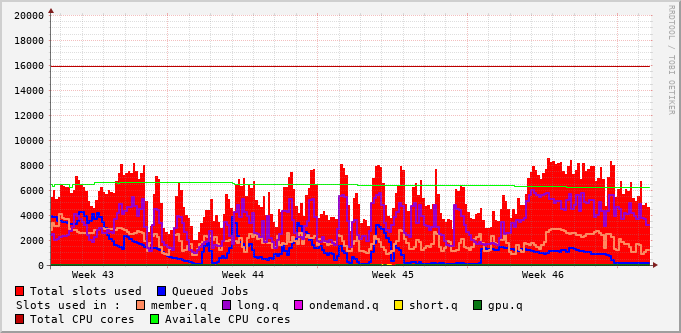 20000
18000
16000
14000
12000
10000
8000
6000
4000
2000
0
Week 43 Week 44 Week 45 Week 46
Total slots used Queued Jobs
Slots used in : member.q long.q ondemand.q short.q gpu.q
Total CPU cores Availale CPU cores
RRDTOOL / TOBI OETIKER